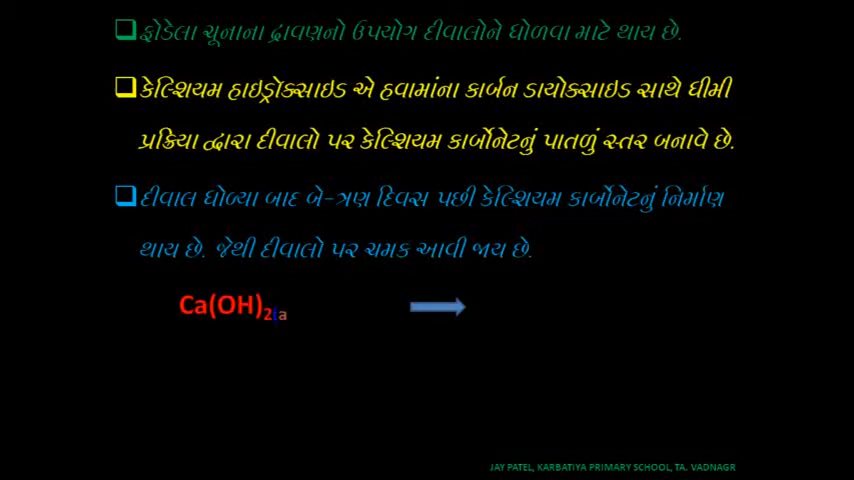 ❑ફોડેલા ચૂનાના દ્રાવણનો ઉપયોગ દીવાલોને ધોળવા માટે થાય છે.
❑કેલ્શિયમ હાઇડ્રૉક્સાઇડ એ હવામાંના કાર્બન ડાયોક્સાઇડ સાથે ધીમી
પ્રક્રિયા દ્વારા દીવાલો પર કેલ્શિયમ કાર્બોનેટનું પાતળું સ્તર બનાવે છે.
❑દીવાલ ધોળ્યા બાદ બે-ત્રણ દિવસ પછી કેલ્શિયમ કાર્બોનેટનું નિર્માણ
થાય છે. જેથી દીવાલો પર ચમક આવી જાય છે.
Ca(OH)2(a
JAY PATEL, KARBATIYA PRIMARY SCHOOL, TA. VADNAGR